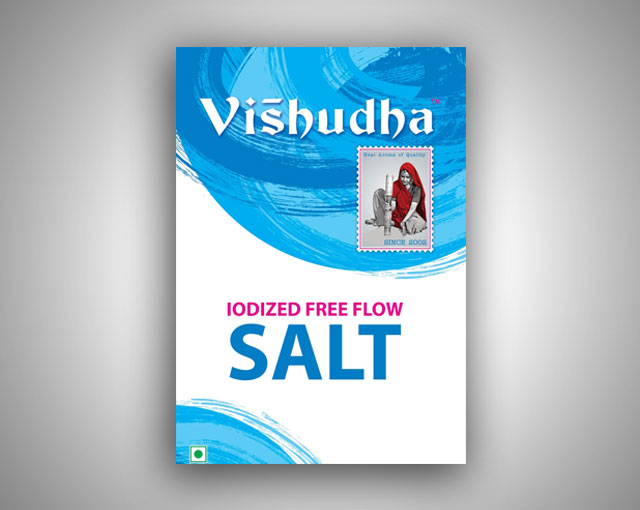 Vishudha
Real Aroma of Quality
SINCE 2002
IODIZED FREE FLOW
SALT